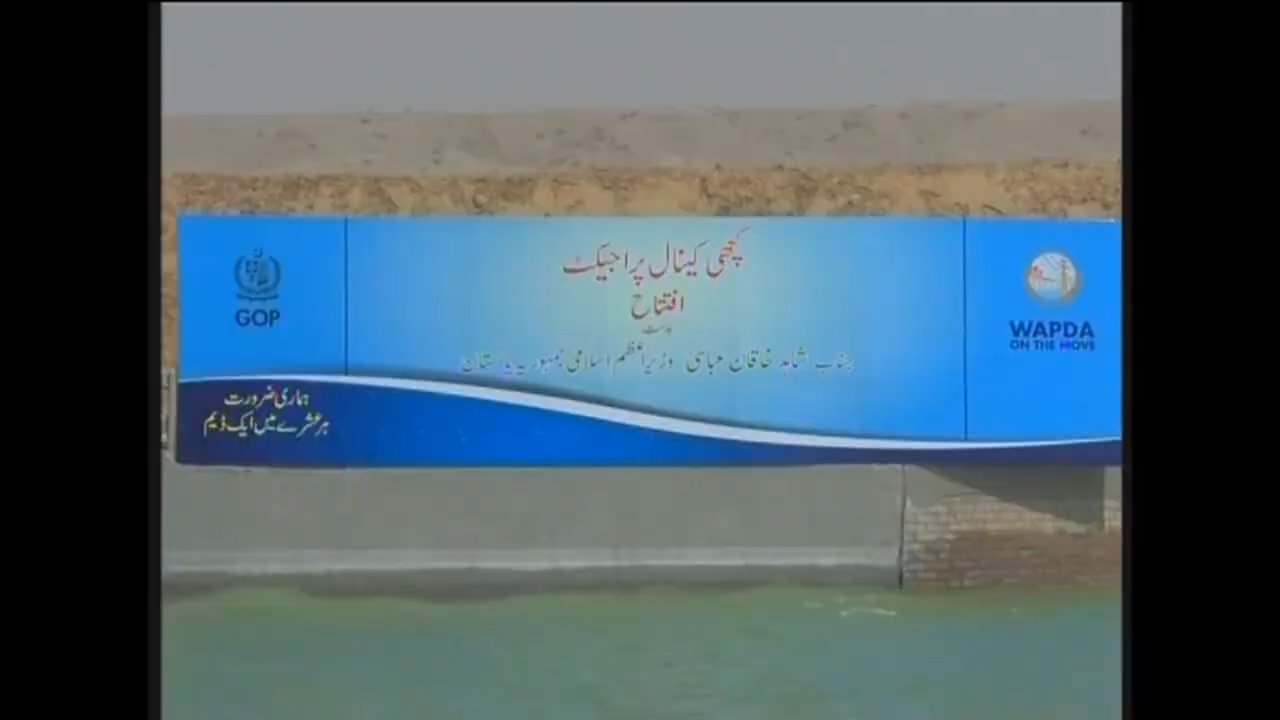 کچھی کینال پراجیکٹ
افتتاح
بدست
جناب شاہد خاقان عباسی وزیراعظم اسلامی جمہوریہ پاکستان
GOP
WAPDA
ON THE MOVE
ہماری ضرورت
ہر عشرے میں ایک ڈیم